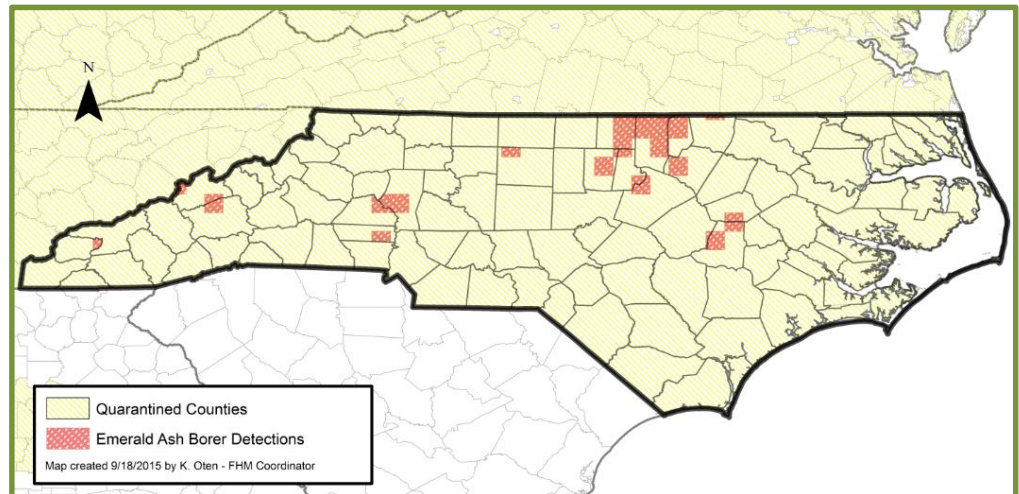 N
Quarantined Counties
Emerald Ash Borer Detections
Map created 9/18/2015 by K. Oten - FHM Coordinator